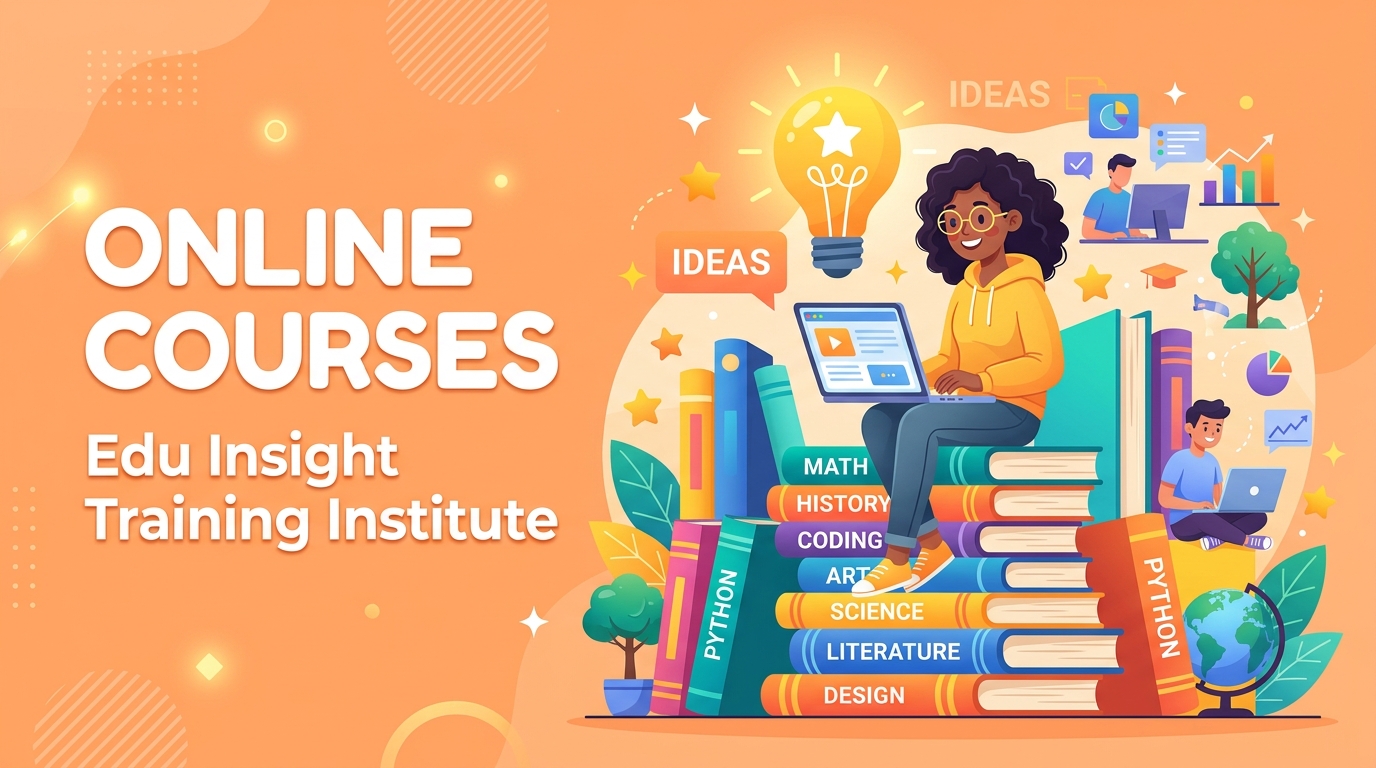 ONLINE
COURSES
Edu Insight
Training Institute
IDEAS
IDEAS
MATH
HISTORY
CODING
ART
SCIENCE
LITERATURE
DESIGN
PYTHON
PYTHON